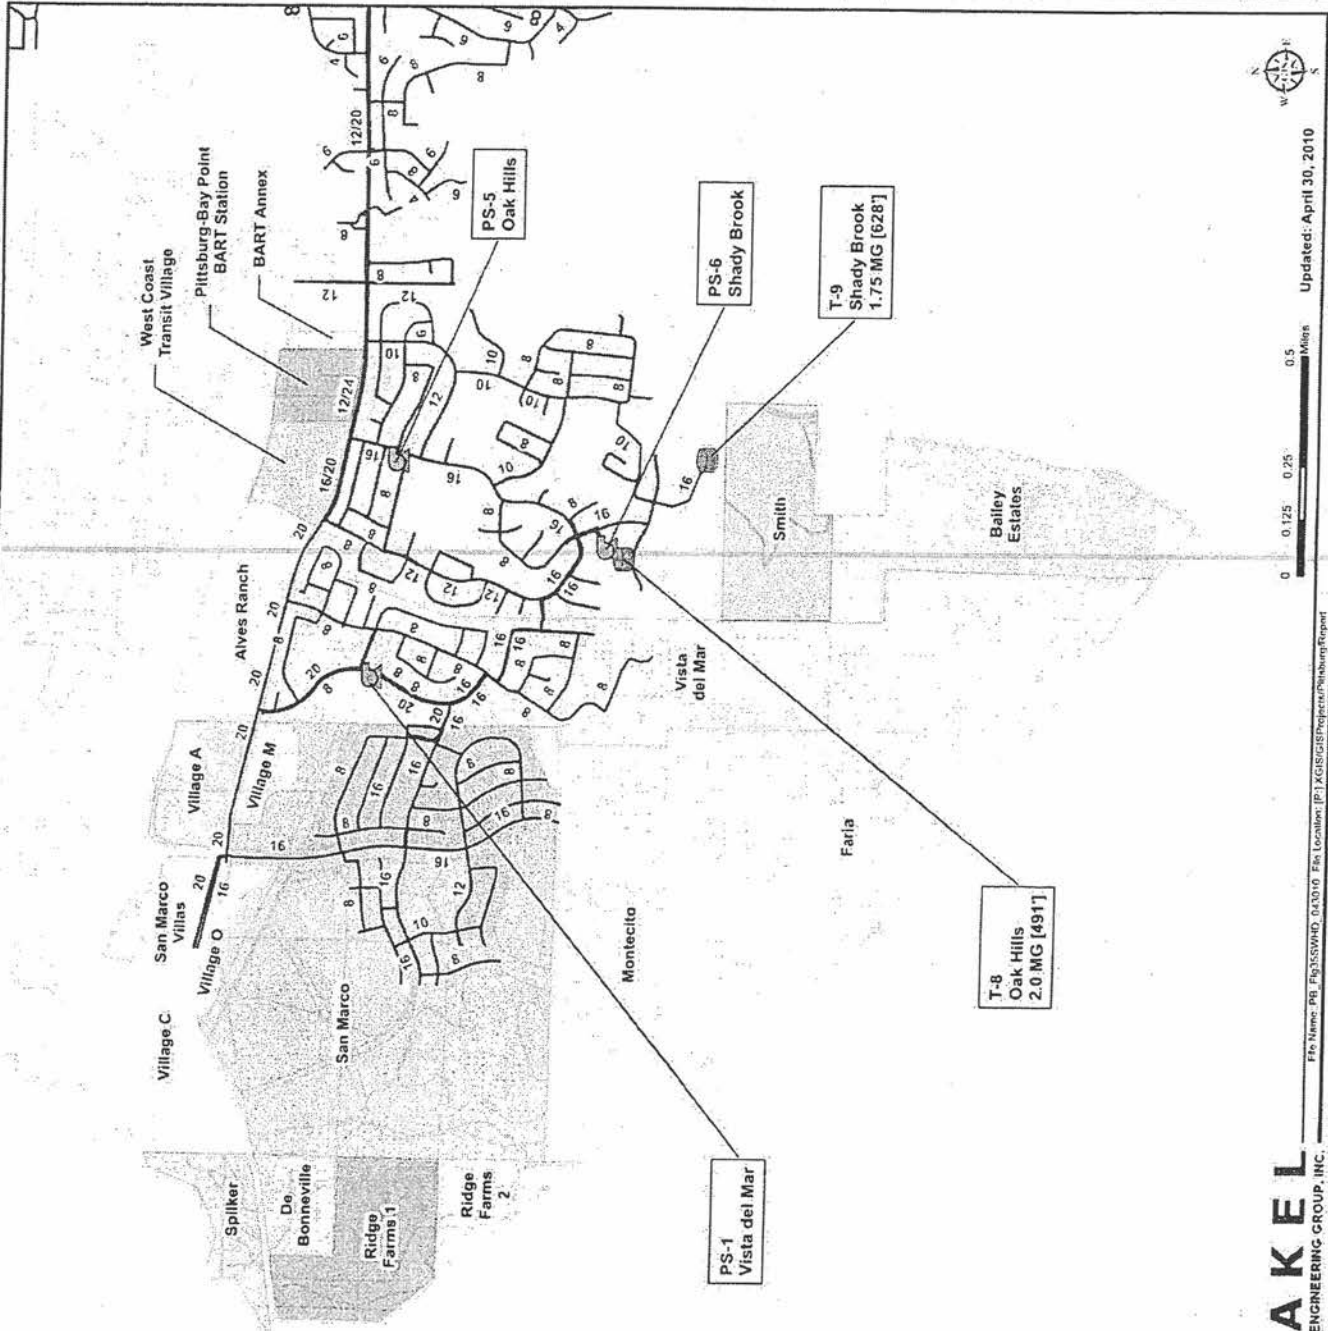 West Coast
Transit Village
Pittsburg-Bay Point
BART Station
BART Annex
PS-5
Oak Hills
PS-6
Shady Brook
T-9
Shady Brook
1.75 MG [628']
Alves Ranch
Village A
Village M
San Marco
Villas
Village O
Village C
San Marco
Spilker
De
Bonneville
Ridge
Farms 1
Ridge
Farms
2
Montecito
Vista
del Mar
Faria
Smith
Bailey
Estates
T-8
Oak Hills
2.0 MG [491']
PS-1
Vista del Mar
12/20
12/24
16/20
20
16
12
10
8
6
4
N
W
E
S
0
0.125
0.25
0.5
Miles
Updated: April 30, 2010
AKEL
ENGINEERING GROUP, INC.